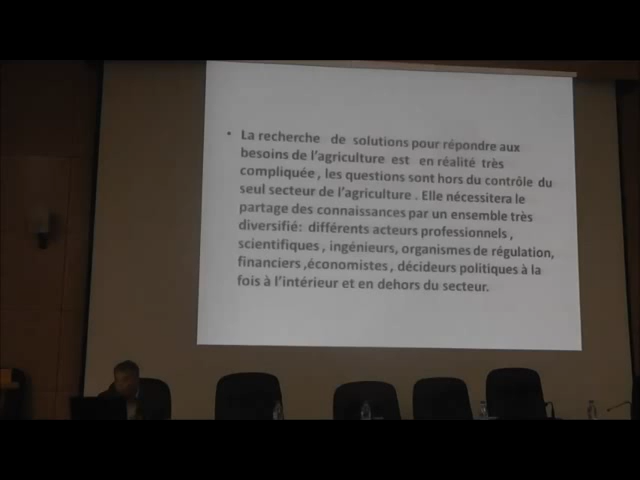 • La recherche de solutions pour répondre aux
besoins de l'agriculture est en réalité très
compliquée , les questions sont hors du contrôle du
seul secteur de l'agriculture . Elle nécessitera le
partage des connaissances par un ensemble très
diversifié: différents acteurs professionnels ,
scientifiques , ingénieurs, organismes de régulation,
financiers ,économistes , décideurs politiques à la
fois à l'intérieur et en dehors du secteur.